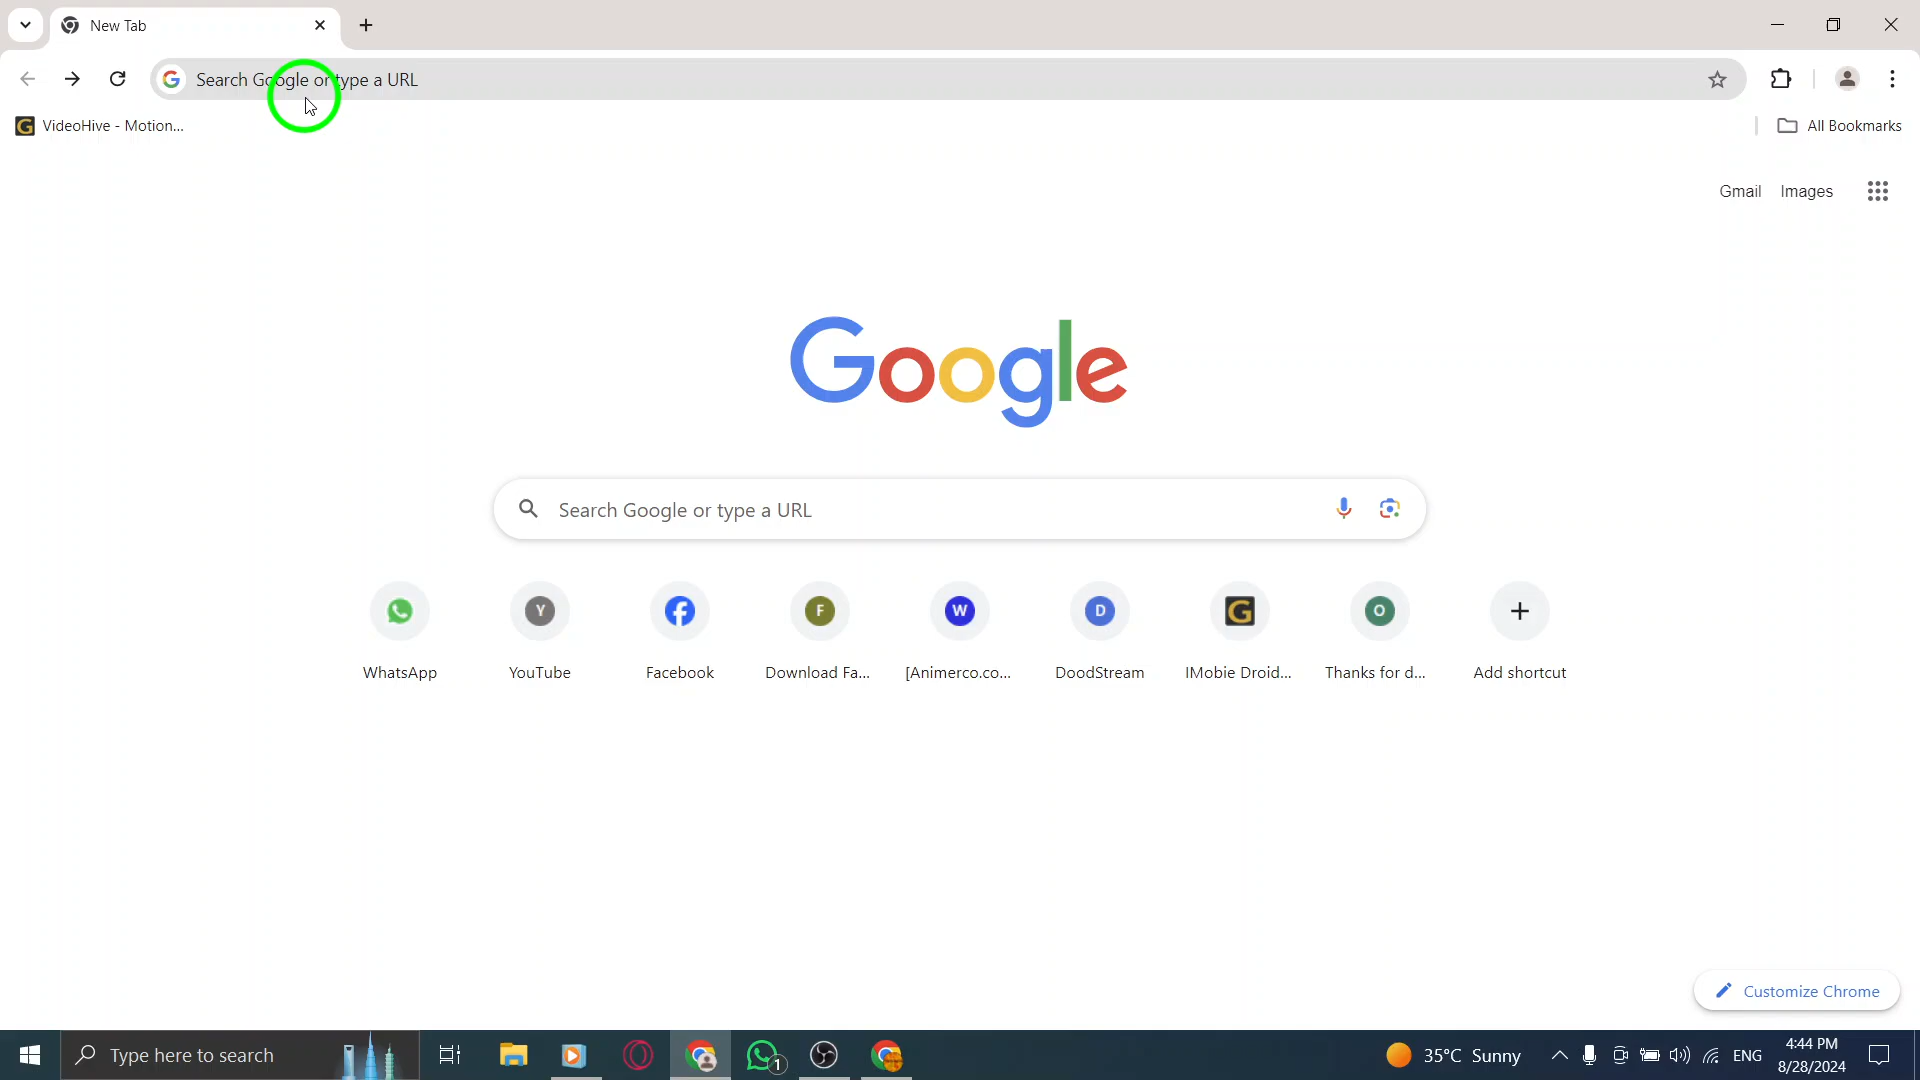 New Tab
Search Google or type a URL
VideoHive - Motion...
All Bookmarks
Gmail Images
Google
Search Google or type a URL
Y F W D G O
WhatsApp YouTube Facebook Download Fa... [Animerco.co... DoodStream IMobie Droid... Thanks for d... Add shortcut
Customize Chrome
Type here to search
1
35°C Sunny
ENG
4:44 PM
8/28/2024